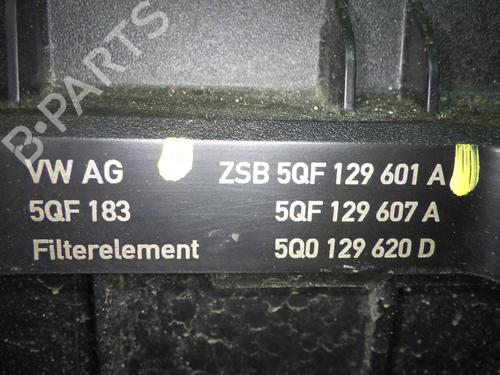 B-PARTS
VW AG ZSB 5QF 129 601 A
5QF 183 5QF 129 607 A
Filterelement 5Q0 129 620 D